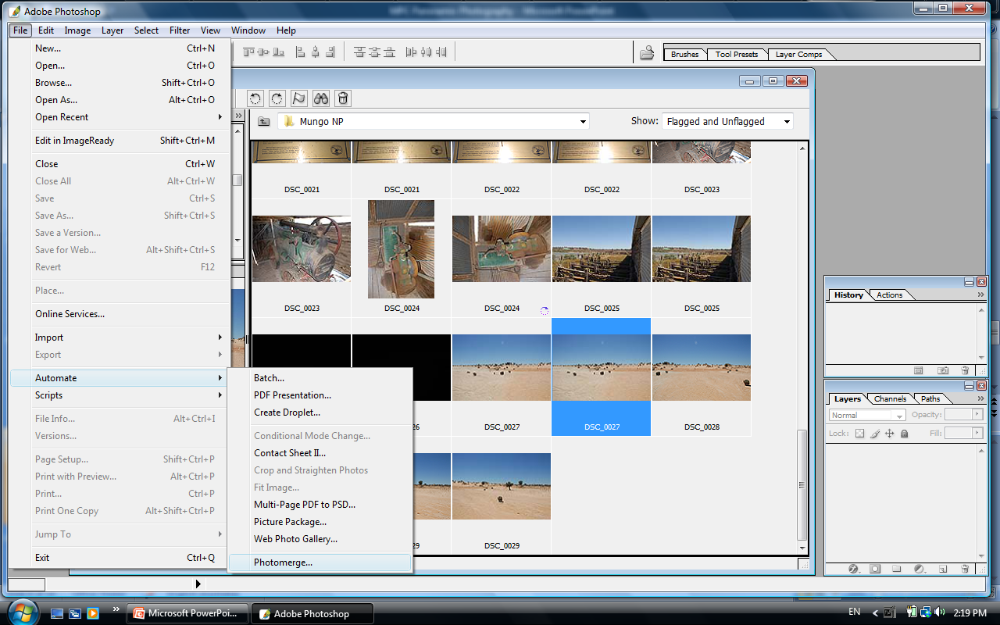 Adobe Photoshop
File Edit Image Layer Select Filter View Window Help
New... Ctrl+N
Open... Ctrl+O
Browse... Shift+Ctrl+O
Open As... Alt+Ctrl+O
Open Recent
Edit in ImageReady Shift+Ctrl+M
Close Ctrl+W
Close All Alt+Ctrl+W
Save Ctrl+S
Save As... Shift+Ctrl+S
Save a Version...
Save for Web... Alt+Shift+Ctrl+S
Revert F12
Place...
Online Services...
Import
Export
Automate
Scripts
File Info... Alt+Ctrl+I
Versions...
Page Setup... Shift+Ctrl+P
Print with Preview... Alt+Ctrl+P
Print... Ctrl+P
Print One Copy Alt+Shift+Ctrl+P
Jump To
Exit Ctrl+Q
Batch...
PDF Presentation...
Create Droplet...
Conditional Mode Change...
Contact Sheet II...
Crop and Straighten Photos
Fit Image...
Multi-Page PDF to PSD...
Picture Package...
Web Photo Gallery...
Photomerge...
Brushes Tool Presets Layer Comps
Mungo NP Show: Flagged and Unflagged
DSC_0021 DSC_0021 DSC_0022 DSC_0022 DSC_0023
DSC_0023 DSC_0024 DSC_0024 DSC_0025 DSC_0025
26 DSC_0027 DSC_0027 DSC_0028
29 DSC_0029
History Actions
Layers Channels Paths
Normal Opacity:
Lock: Fill:
Microsoft PowerPoi... Adobe Photoshop EN 2:19 PM